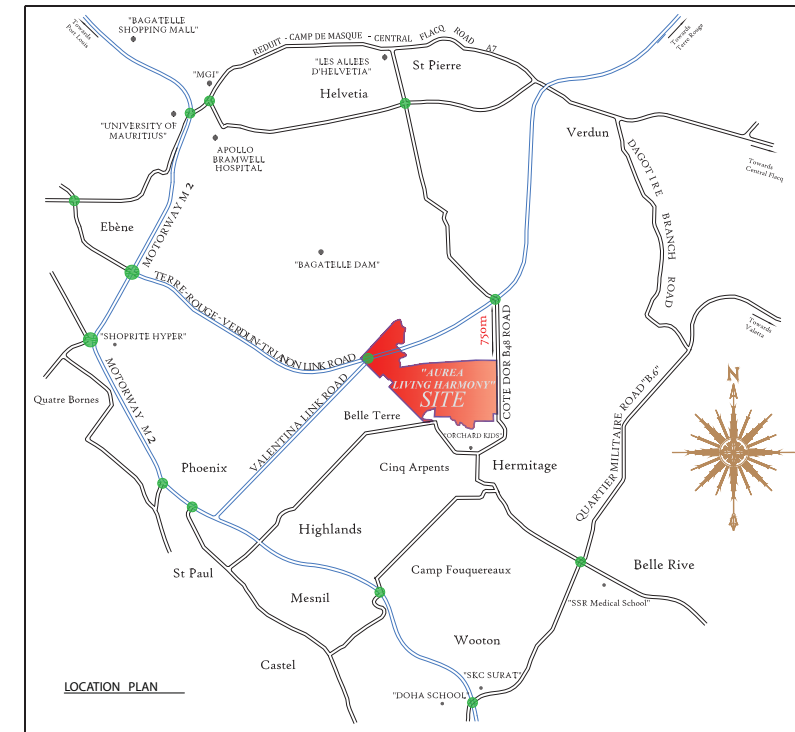 Towards
Port Louis
"BAGATELLE
SHOPPING MALL"
REDUIT - CAMP DE MASQUE - CENTRAL FLACQ ROAD A7
Towards
Terre Rouge
"LES ALLEES
D'HELVETIA"
St Pierre
"MGI"
Helvetia
"UNIVERSITY OF
MAURITIUS"
Verdun
APOLLO
BRAMWELL
HOSPITAL
Towards
Central Flacq
DAGOTIRE BRANCH ROAD
Ebène
MOTORWAY M2
"BAGATELLE DAM"
TERRE-ROUGE-VERDUN-TRIANON LINK ROAD
750m
COTE DOR B48 ROAD
Towards
Valetta
"SHOPRITE HYPER"
MOTORWAY M2
"AUREA
LIVING HARMONY"
SITE
N
Quatre Bornes
VALENTINA LINK ROAD
Belle Terre
"ORCHARD KIDS"
Phoenix
Cinq Arpents
Hermitage
QUARTIER MILITAIRE ROAD "B.6"
Highlands
St Paul
Camp Fouquereaux
Belle Rive
Mesnil
"SSR Medical School"
Wooton
Castel
"SKC SURAT"
LOCATION PLAN
"DOHA SCHOOL"